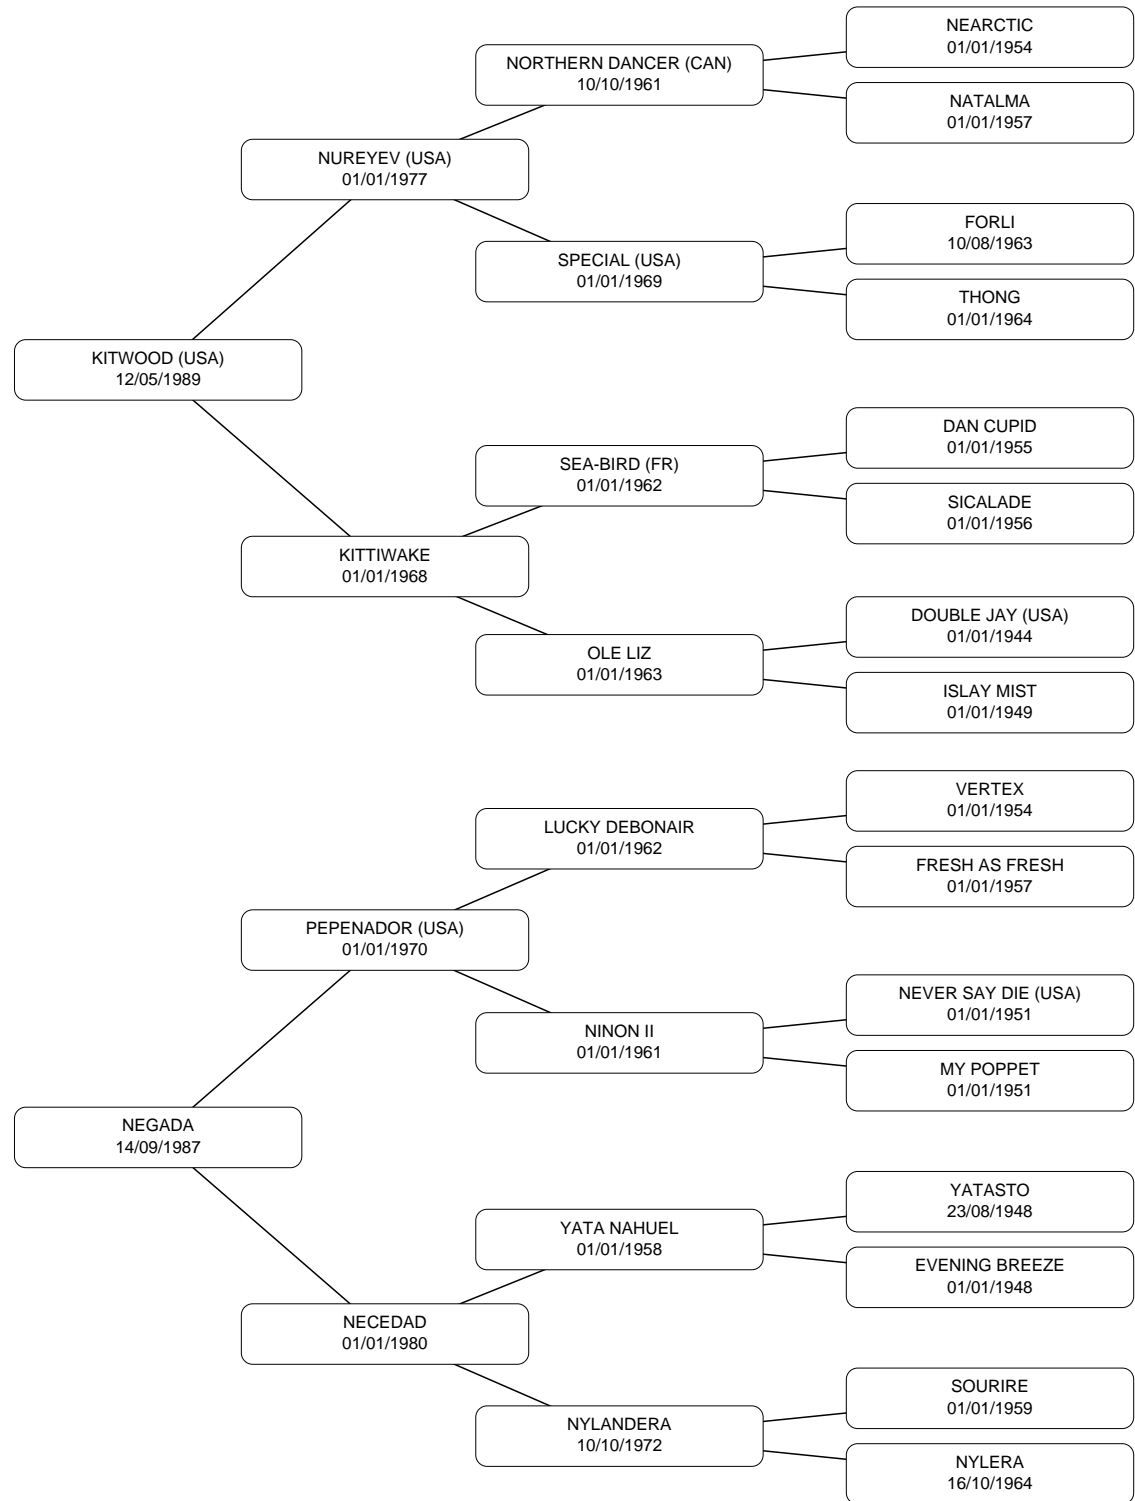 NEARCTIC
01/01/1954
NORTHERN DANCER (CAN)
10/10/1961
NATALMA
01/01/1957
NUREYEV (USA)
01/01/1977
FORLI
10/08/1963
SPECIAL (USA)
01/01/1969
THONG
01/01/1964
KITWOOD (USA)
12/05/1989
DAN CUPID
01/01/1955
SEA-BIRD (FR)
01/01/1962
SICALADE
01/01/1956
KITTIWAKE
01/01/1968
DOUBLE JAY (USA)
01/01/1944
OLE LIZ
01/01/1963
ISLAY MIST
01/01/1949
VERTEX
01/01/1954
LUCKY DEBONAIR
01/01/1962
FRESH AS FRESH
01/01/1957
PEPENADOR (USA)
01/01/1970
NEVER SAY DIE (USA)
01/01/1951
NINON II
01/01/1961
MY POPPET
01/01/1951
NEGADA
14/09/1987
YATASTO
23/08/1948
YATA NAHUEL
01/01/1958
EVENING BREEZE
01/01/1948
NECEDAD
01/01/1980
SOURIRE
01/01/1959
NYLANDERA
10/10/1972
NYLERA
16/10/1964